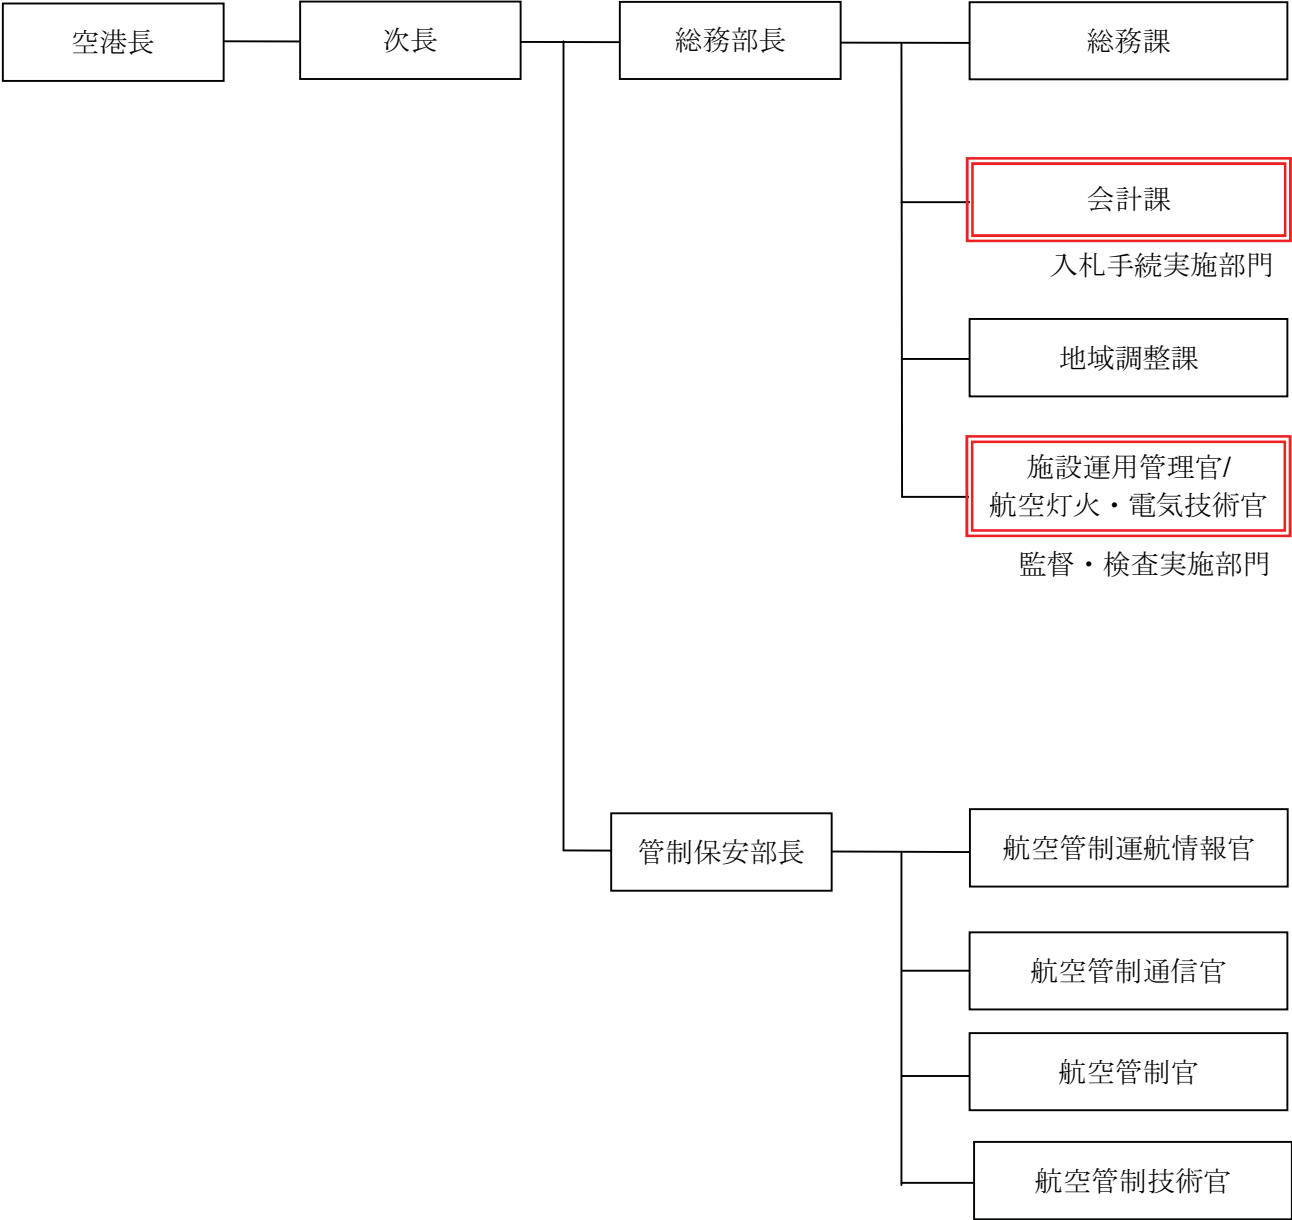 空港長
次長
総務部長
総務課
会計課
入札手続実施部門
地域調整課
施設運用管理官/
航空灯火・電気技術官
監督・検査実施部門
管制保安部長
航空管制運航情報官
航空管制通信官
航空管制官
航空管制技術官